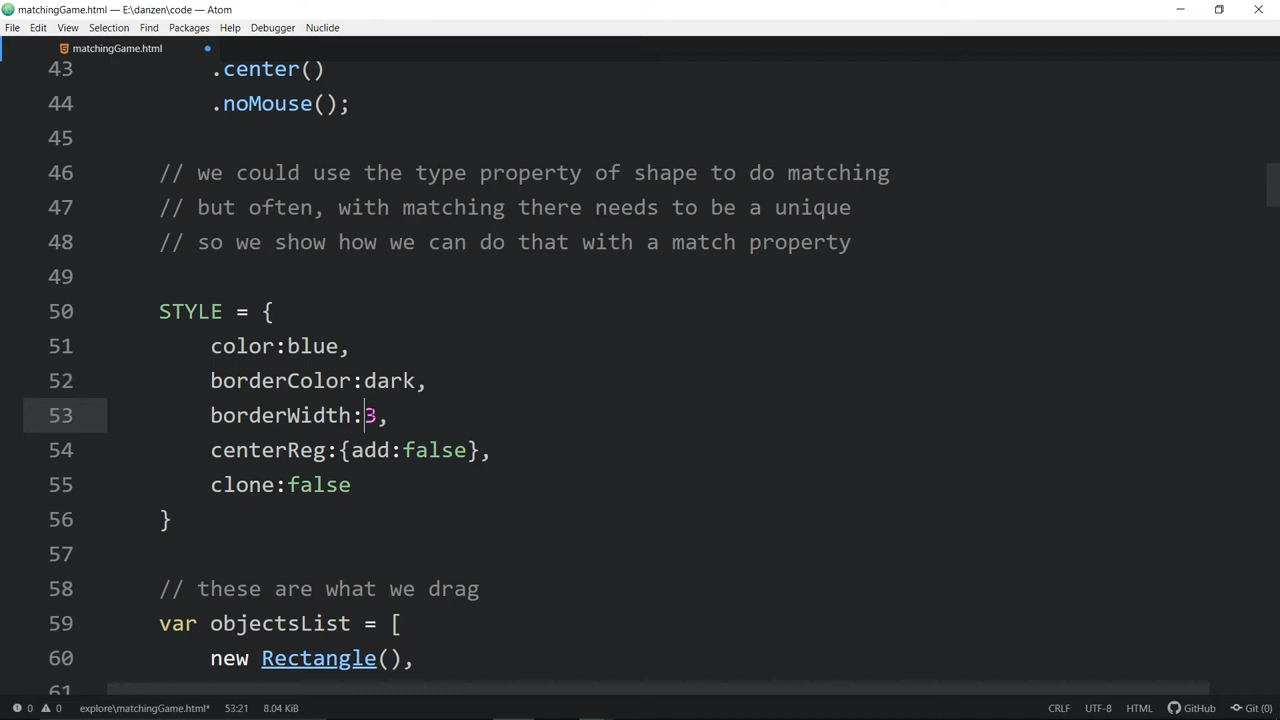 matchingGame.html — E:\danzen\code — Atom
File Edit View Selection Find Packages Help Debugger Nuclide
matchingGame.html
43 .center()
44 .noMouse();
45
46 // we could use the type property of shape to do matching
47 // but often, with matching there needs to be a unique
48 // so we show how we can do that with a match property
49
50 STYLE = {
51 color:blue,
52 borderColor:dark,
53 borderWidth:3,
54 centerReg:{add:false},
55 clone:false
56 }
57
58 // these are what we drag
59 var objectsList = [
60 new Rectangle(),
61
0 0 explore\matchingGame.html* 53:21 8.04 KiB CRLF UTF-8 HTML GitHub Git (0)